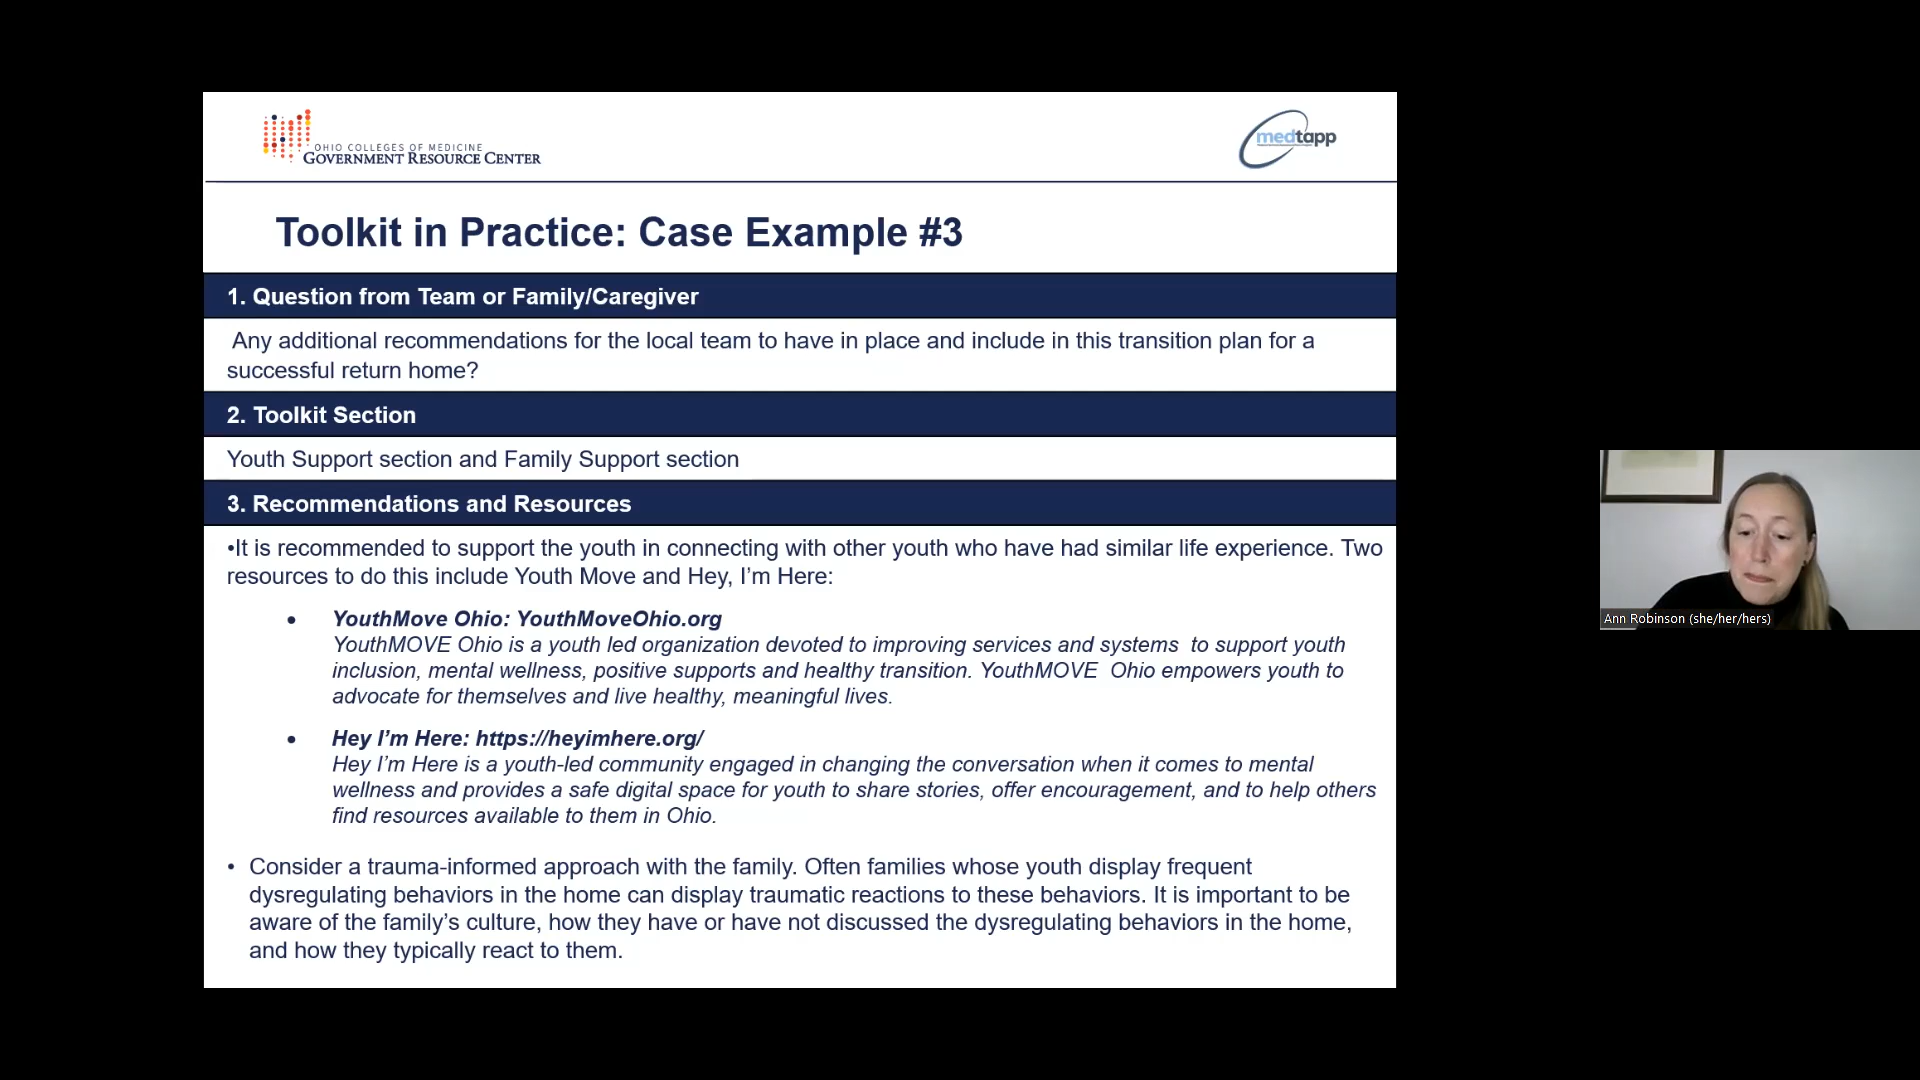 OHIO COLLEGES OF MEDICINE
GOVERNMENT RESOURCE CENTER
medtapp
Toolkit in Practice: Case Example #3
1. Question from Team or Family/Caregiver
Any additional recommendations for the local team to have in place and include in this transition plan for a
successful return home?
2. Toolkit Section
Youth Support section and Family Support section
3. Recommendations and Resources
•It is recommended to support the youth in connecting with other youth who have had similar life experience. Two
resources to do this include Youth Move and Hey, I’m Here:
• YouthMove Ohio: YouthMoveOhio.org
YouthMOVE Ohio is a youth led organization devoted to improving services and systems  to support youth
inclusion, mental wellness, positive supports and healthy transition. YouthMOVE  Ohio empowers youth to
advocate for themselves and live healthy, meaningful lives.
• Hey I’m Here: https://heyimhere.org/
Hey I’m Here is a youth-led community engaged in changing the conversation when it comes to mental
wellness and provides a safe digital space for youth to share stories, offer encouragement, and to help others
find resources available to them in Ohio.
• Consider a trauma-informed approach with the family. Often families whose youth display frequent
dysregulating behaviors in the home can display traumatic reactions to these behaviors. It is important to be
aware of the family’s culture, how they have or have not discussed the dysregulating behaviors in the home,
and how they typically react to them.
Ann Robinson (she/her/hers)